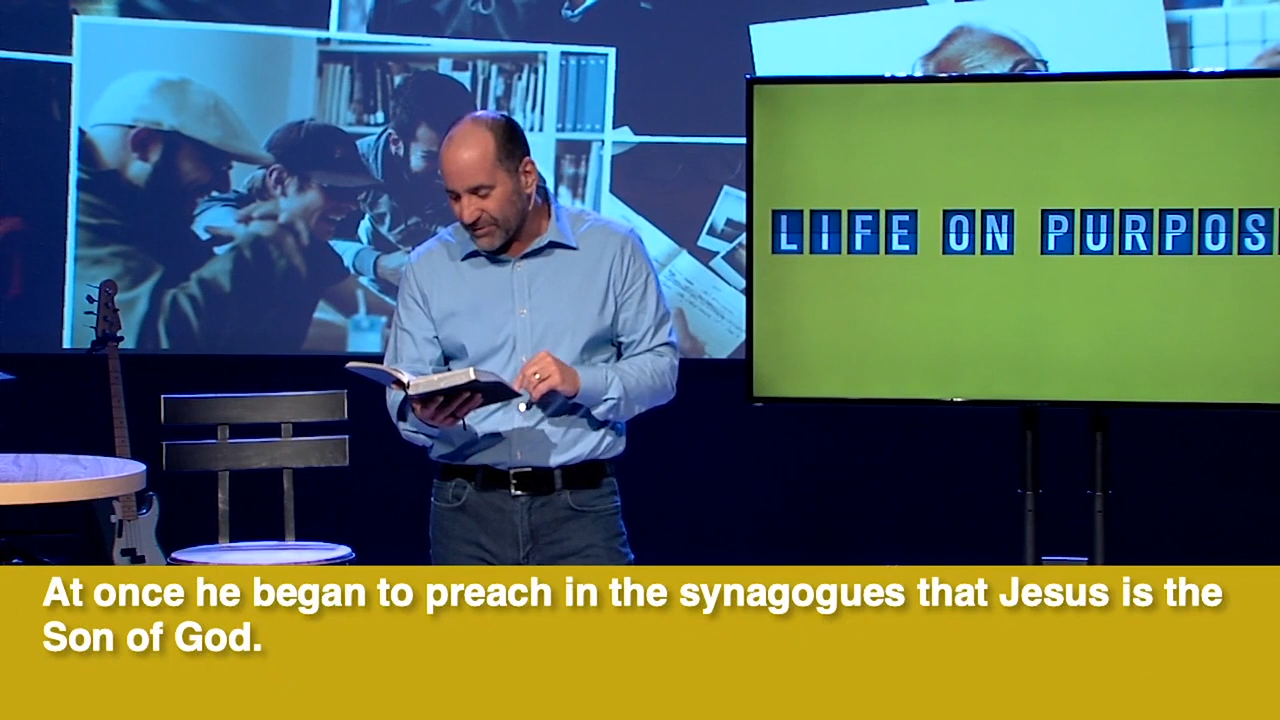 LIFE ON PURPOS
At once he began to preach in the synagogues that Jesus is the
Son of God.